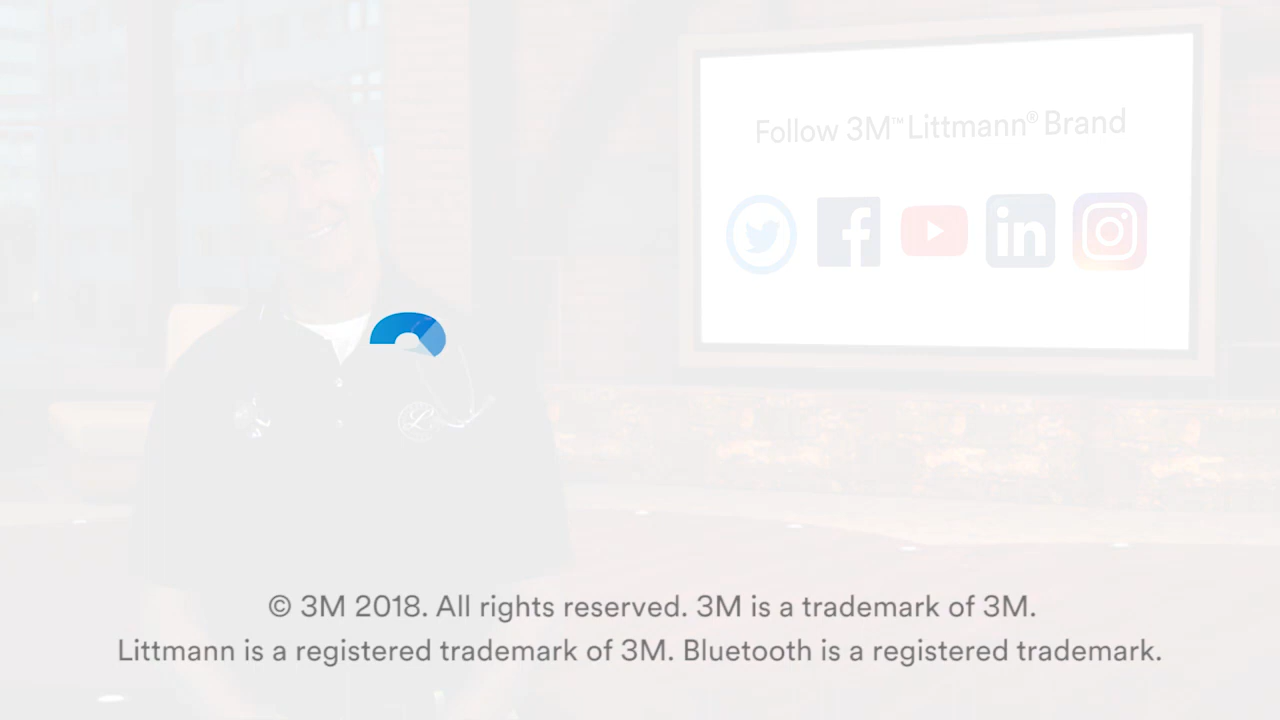 Follow 3M™ Littmann® Brand
in
L
© 3M 2018. All rights reserved. 3M is a trademark of 3M.
Littmann is a registered trademark of 3M. Bluetooth is a registered trademark.